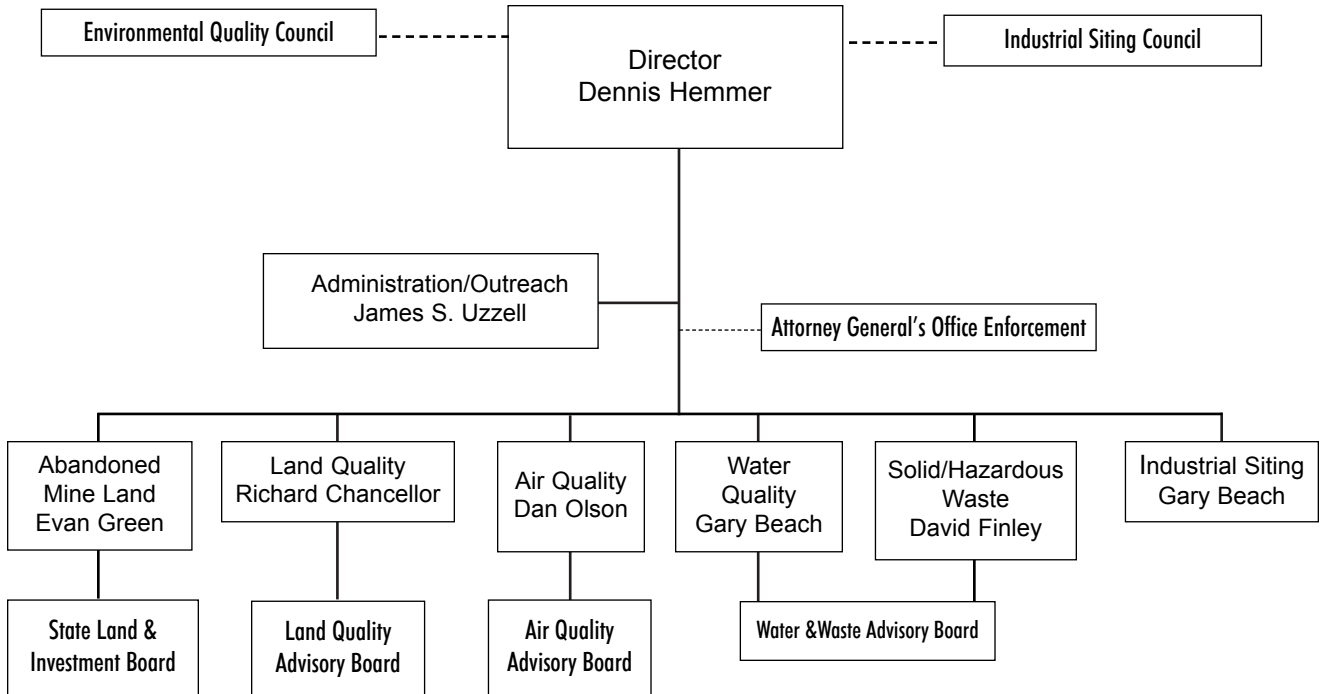 Environmental Quality Council
Director
Dennis Hemmer
Industrial Siting Council
Administration/Outreach
James S. Uzzell
Attorney General's Office Enforcement
Abandoned
Mine Land
Evan Green
Land Quality
Richard Chancellor
Air Quality
Dan Olson
Water
Quality
Gary Beach
Solid/Hazardous
Waste
David Finley
Industrial Siting
Gary Beach
State Land &
Investment Board
Land Quality
Advisory Board
Air Quality
Advisory Board
Water &Waste Advisory Board